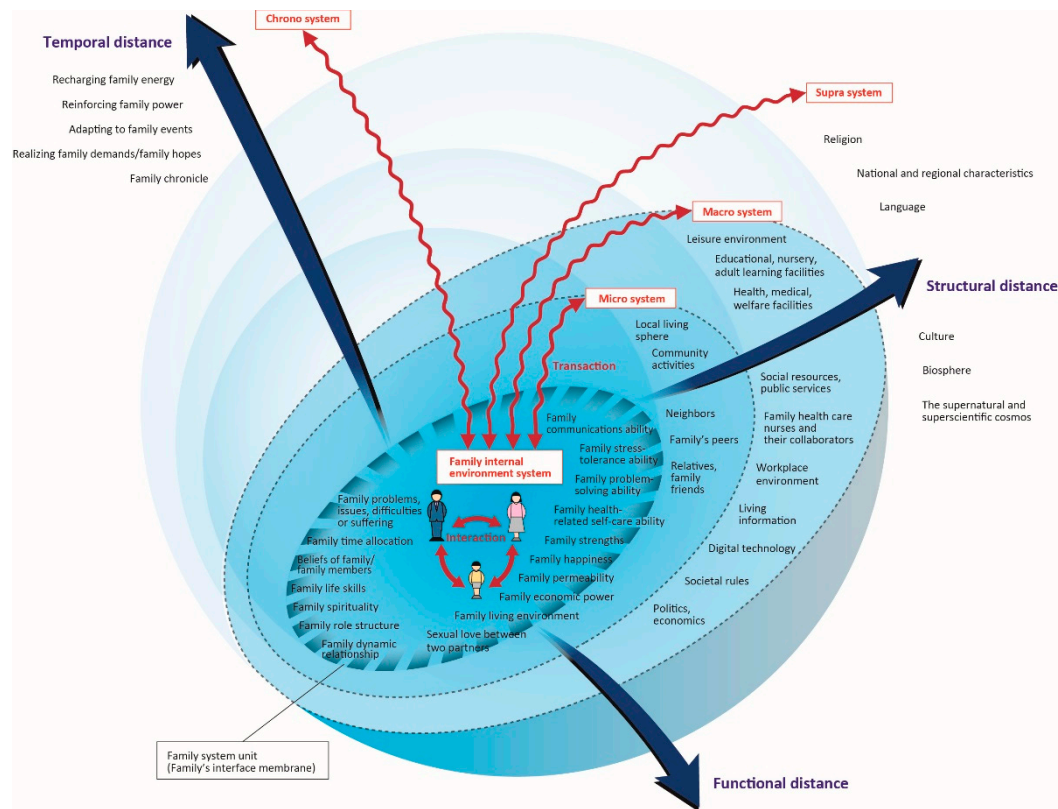 Chrono system
Temporal distance
Recharging family energy
Reinforcing family power
Adapting to family events
Realizing family demands/family hopes
Family chronicle
Supra system
Religion
National and regional characteristics
Language
Macro system
Leisure environment
Educational, nursery,
adult learning facilities
Health, medical,
welfare facilities
Structural distance
Micro system
Local living
sphere
Community
activities
Culture
Biosphere
The supernatural and
superscientific cosmos
Transaction
Social resources,
public services
Neighbors
Family health care
nurses and
their collaborators
Family's peers
Relatives,
family
friends
Workplace
environment
Living
information
Digital technology
Societal rules
Politics,
economics
Family
communications ability
Family stress-
tolerance ability
Family problem-
solving ability
Family health-
related self-care ability
Family strengths
Family happiness
Family permeability
Family economic power
Family living environment
Sexual love between
two partners
Family internal
environment system
Interaction
Family problems,
issues, difficulties
or suffering
Family time allocation
Beliefs of family/
family members
Family life skills
Family spirituality
Family role structure
Family dynamic
relationship
Family system unit
(Family's interface membrane)
Functional distance